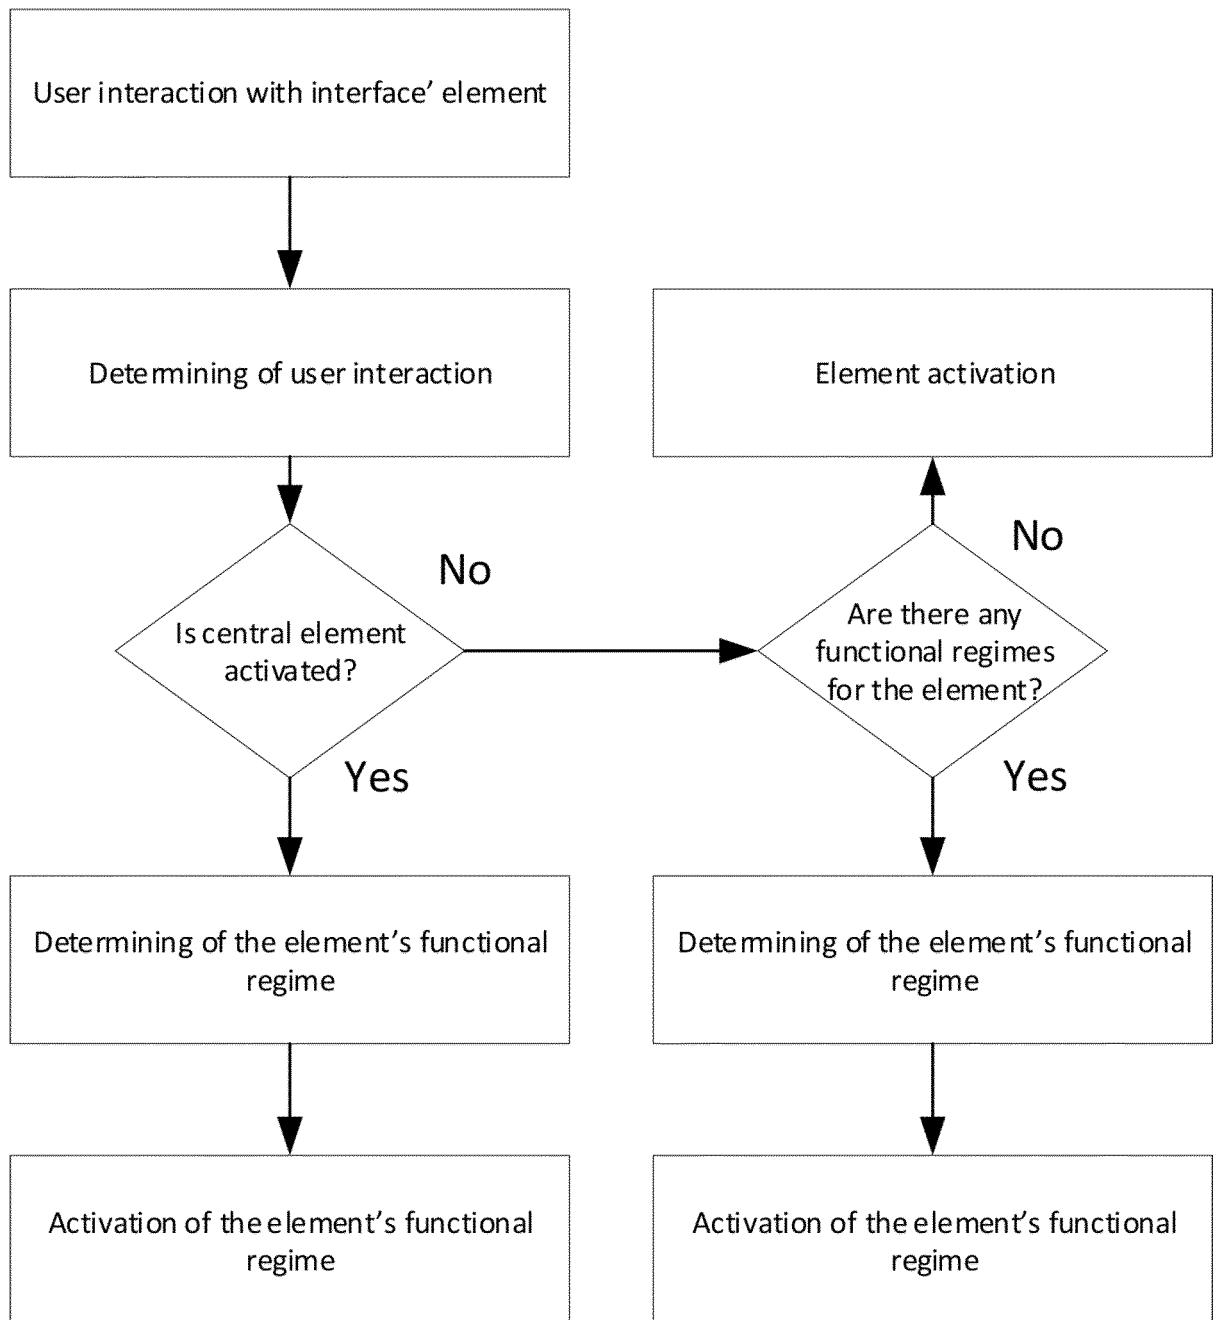 User interaction with interface’ element
Determining of user interaction
Element activation
No
No
Is central element
activated?
Are there any
functional regimes
for the element?
Yes
Yes
Determining of the element’s functional
regime
Determining of the element’s functional
regime
Activation of the element’s functional
regime
Activation of the element’s functional
regime